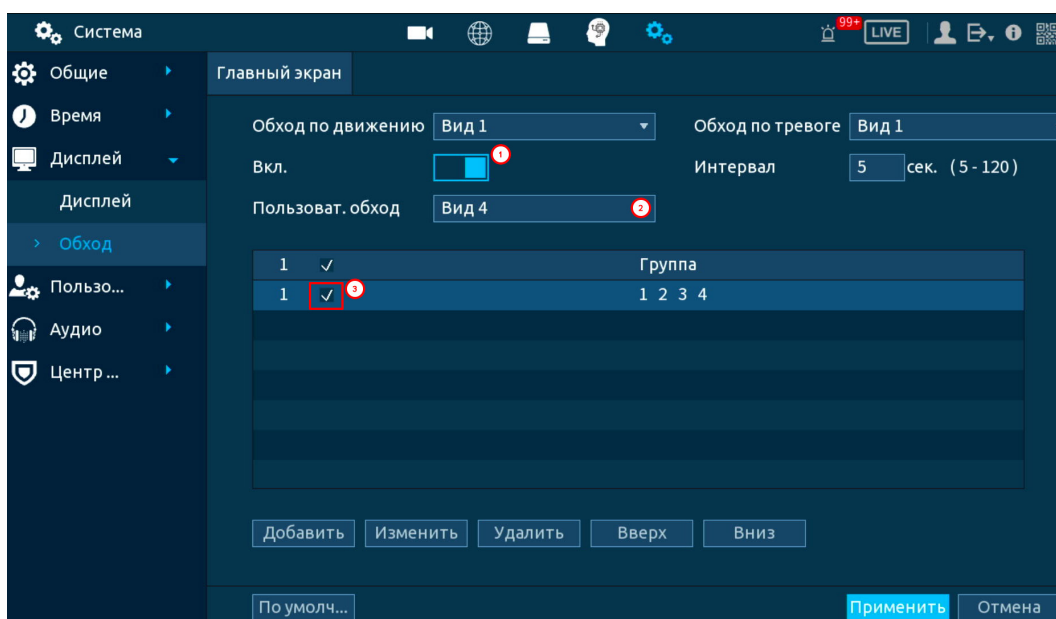 Система
99+
LIVE
Общие
Время
Дисплей
Дисплей
Обход
Пользо...
Аудио
Центр ...
Главный экран
Обход по движению Вид 1 Обход по тревоге Вид 1
Вкл. 1 Интервал 5 сек. (5-120)
Пользоват. обход Вид 4 2
1 Группа
1 3 1 2 3 4
Добавить Изменить Удалить Вверх Вниз
По умолч... Применить Отмена